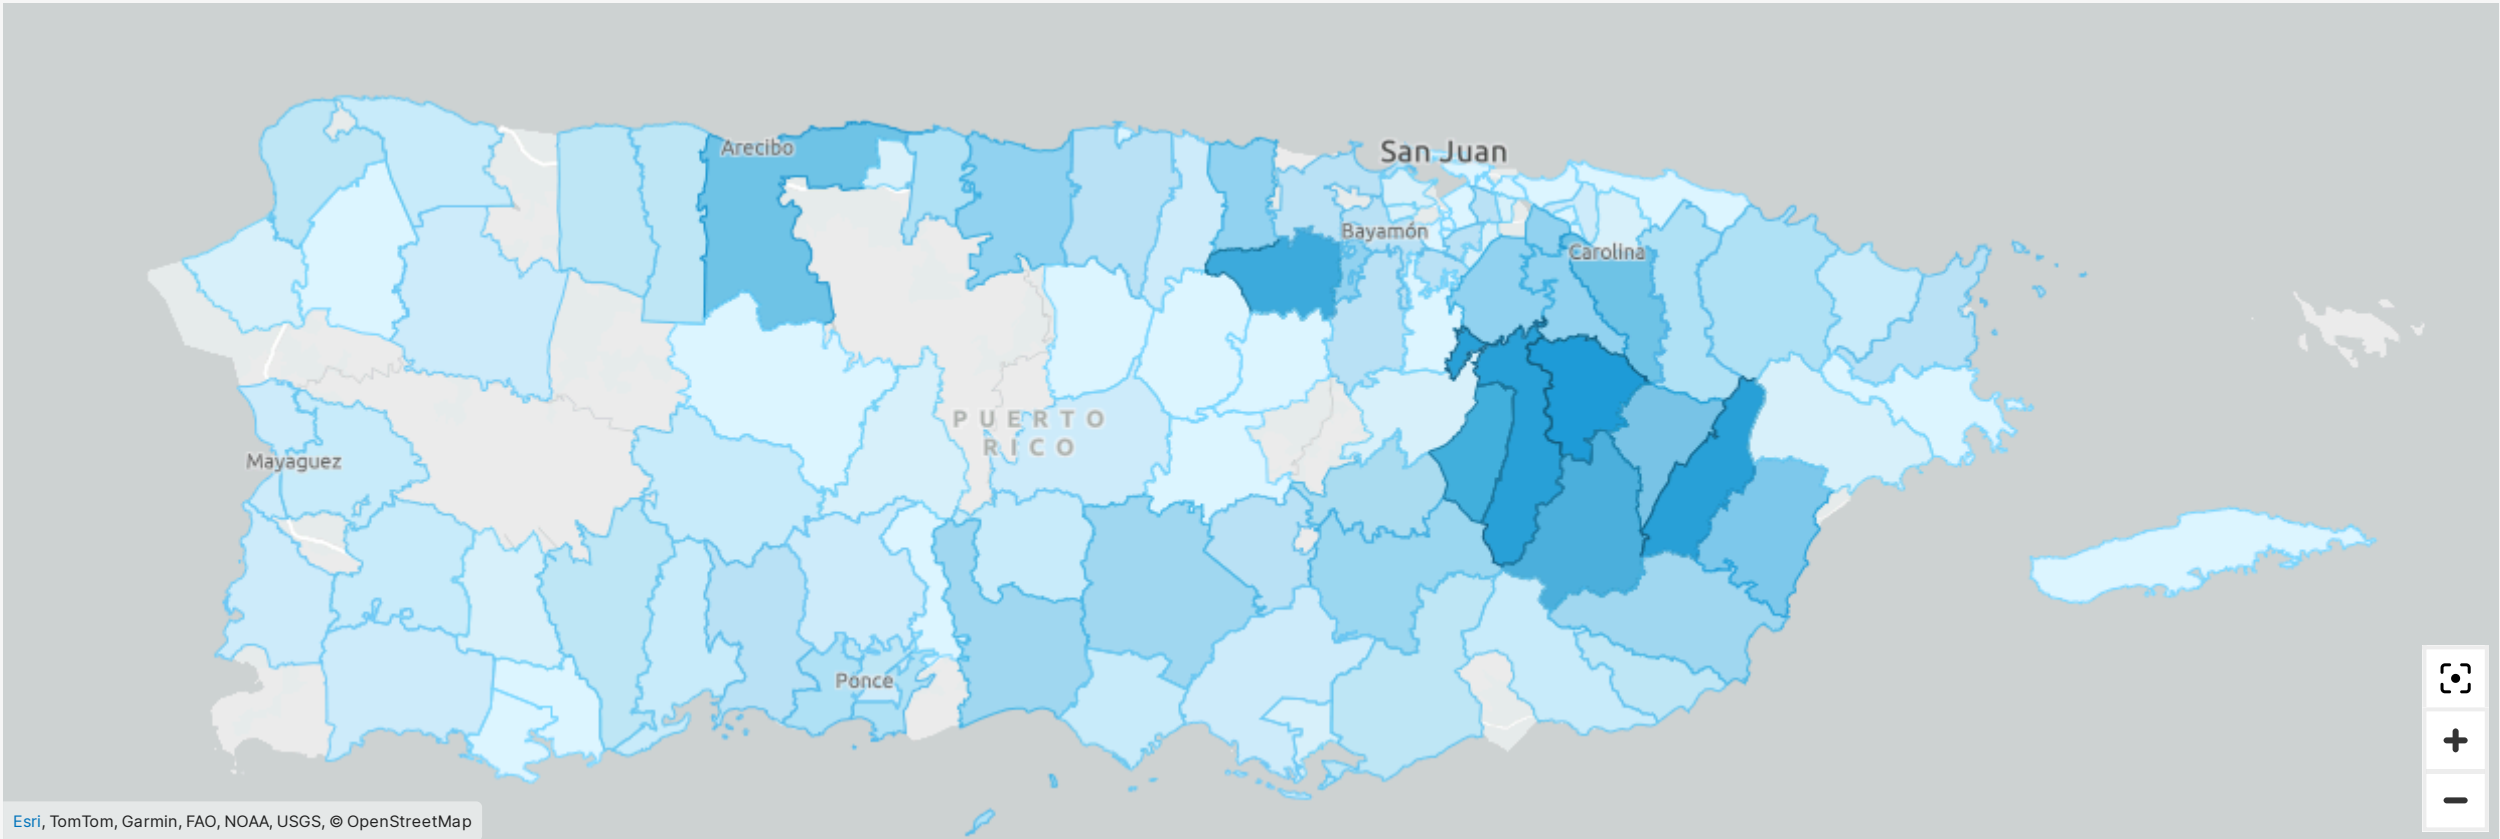 Arecibo
San Juan
Bayamón
Carolina
PUERTO
RICO
Mayaguez
Ponce
Esri, TomTom, Garmin, FAO, NOAA, USGS, © OpenStreetMap